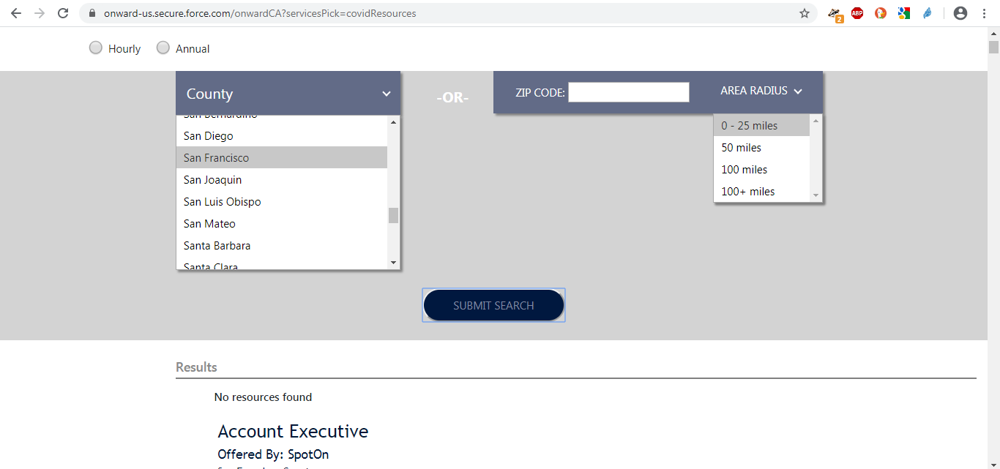 onward-us.secure.force.com/onwardCA?servicesPick=covidResources
2
ABP
Hourly Annual
County
-OR-
ZIP CODE:
AREA RADIUS
San Bernardino
San Diego
San Francisco
San Joaquin
San Luis Obispo
San Mateo
Santa Barbara
Santa Clara
0 - 25 miles
50 miles
100 miles
100+ miles
SUBMIT SEARCH
Results
No resources found
Account Executive
Offered By: SpotOn